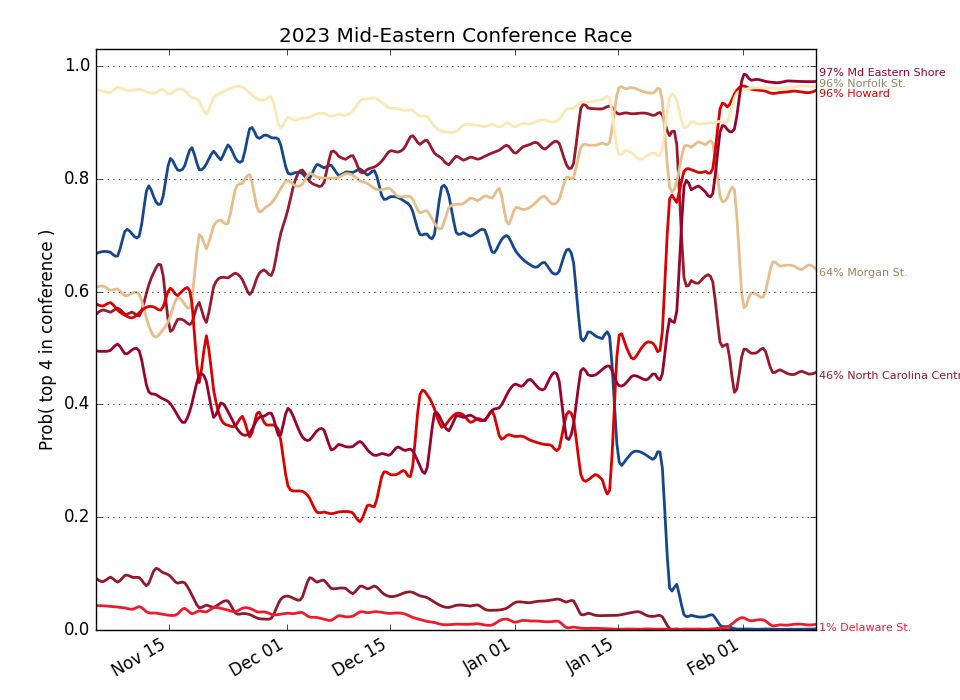 2023 Mid-Eastern Conference Race
1.0
0.8
0.6
0.4
0.2
0.0
Prob( top 4 in conference )
Nov 15
Dec 01
Dec 15
Jan 01
Jan 15
Feb 01
97% Md Eastern Shore
96% Norfolk St.
96% Howard
64% Morgan St.
46% North Carolina Centr
1% Delaware St.